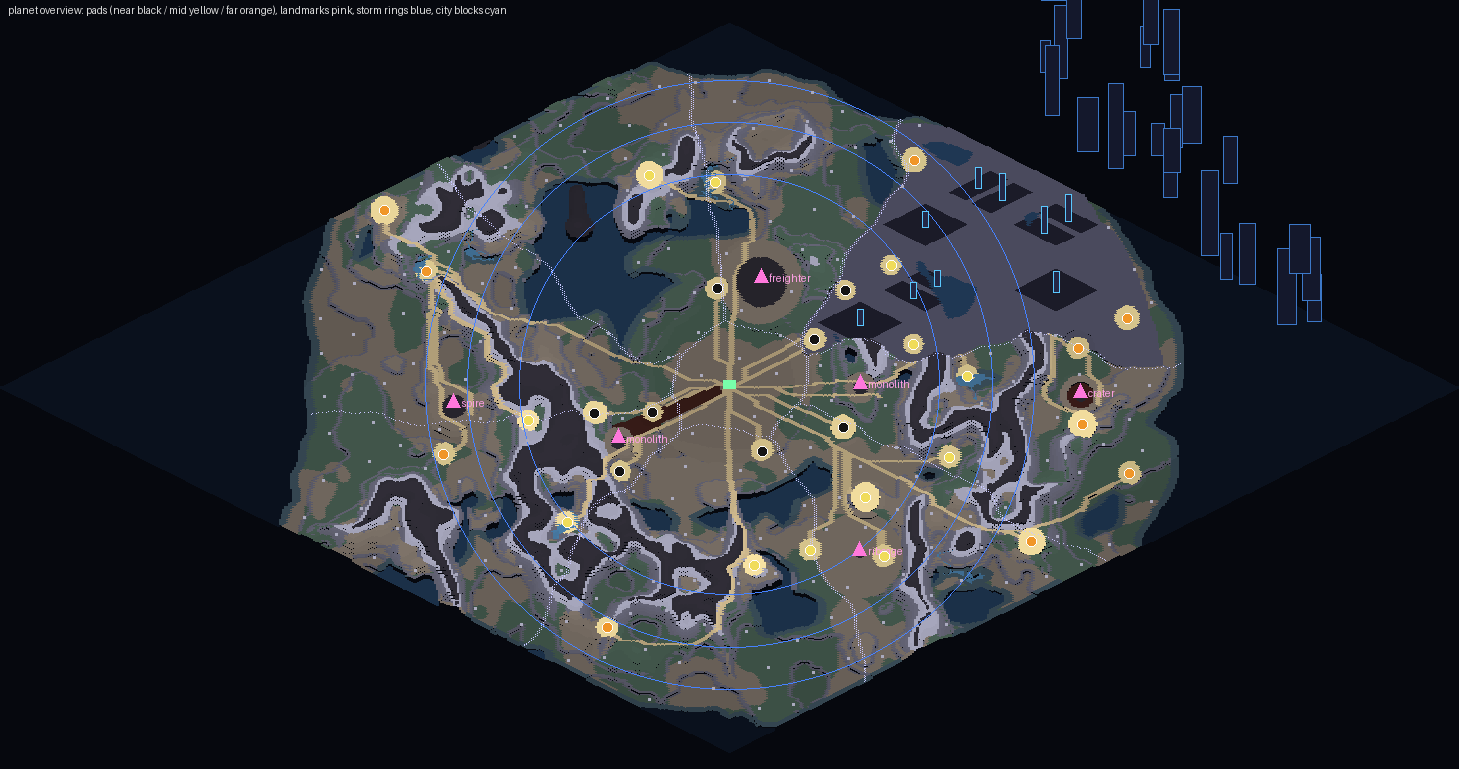 planet overview: pads (near black / mid yellow / far orange), landmarks pink, storm rings blue, city blocks cyan
freighter
monolith
crater
spire
monolith